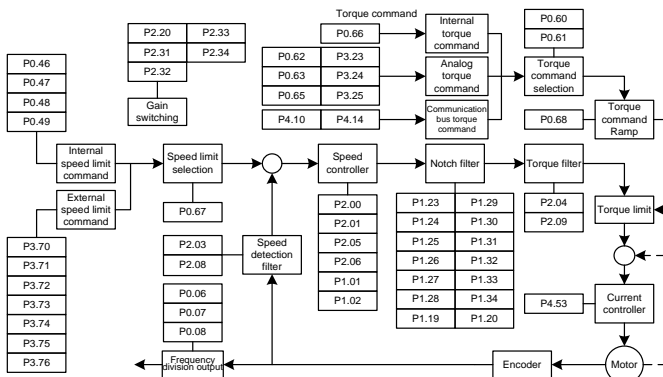 Torque command
P0.66
Internal
torque
command
P0.60
P0.61
P2.20 P2.33
P2.31 P2.34
P2.32
Gain
switching
P0.62 P3.23
P0.63 P3.24
P0.65 P3.25
Analog
torque
command
Torque
command
selection
P4.10 P4.14
Communication
bus torque
command
P0.68
Torque
command
Ramp
P0.46
P0.47
P0.48
P0.49
Internal
speed limit
command
External
speed limit
command
Speed limit
selection
P0.67
Speed
controller
Notch filter
Torque filter
P2.03
P2.08
Speed
detection
filter
P2.00
P2.01
P2.05
P2.06
P1.01
P1.02
P1.23 P1.29
P1.24 P1.30
P1.25 P1.31
P1.26 P1.32
P1.27 P1.33
P1.28 P1.34
P1.19 P1.20
P2.04
P2.09
Torque limit
P3.70
P3.71
P3.72
P3.73
P3.74
P3.75
P3.76
P0.06
P0.07
P0.08
Frequency
division output
P4.53
Current
controller
Encoder
Motor